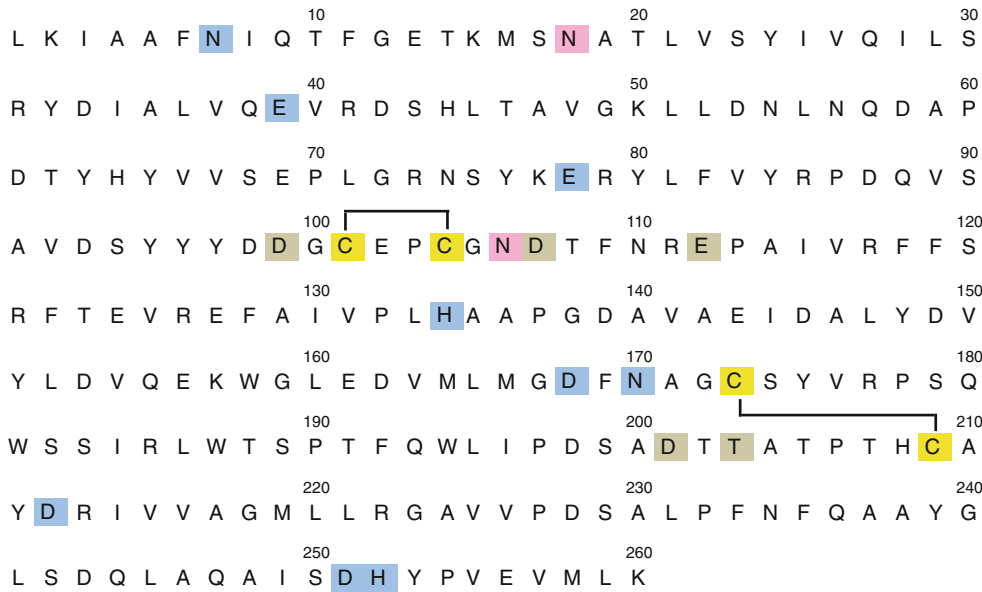 10 20 30
L K I A A F N I Q T F G E T K M S N A T L V S Y I V Q I L S
40 50 60
R Y D I A L V Q E V R D S H L T A V G K L L D N L N Q D A P
70 80 90
D T Y H Y V V S E P L G R N S Y K E R Y L F V Y R P D Q V S
100 110 120
A V D S Y Y Y D D G C E P C G N D T F N R E P A I V R F F S
130 140 150
R F T E V R E F A I V P L H A A P G D A V A E I D A L Y D V
160 170 180
Y L D V Q E K W G L E D V M L M G D F N A G C S Y V R P S Q
190 200 210
W S S I R L W T S P T F Q W L I P D S A D T T A T P T H C A
220 230 240
Y D R I V V A G M L L R G A V V P D S A L P F N F Q A A Y G
250 260
L S D Q L A Q A I S D H Y P V E V M L K